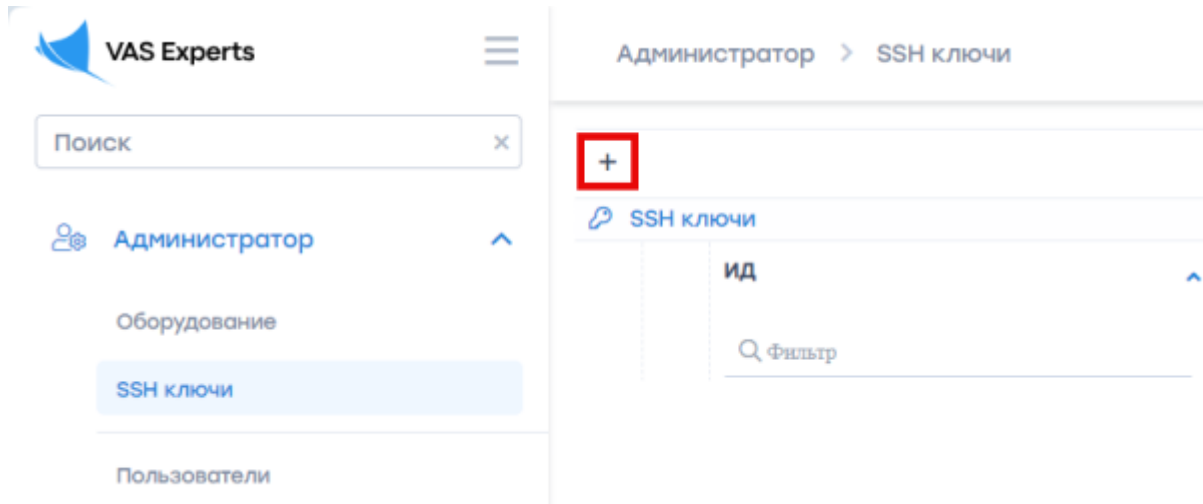 VAS Experts
Администратор > SSH ключи
Поиск
+
SSH ключи
Администратор
ид
Оборудование
Фильтр
SSH ключи
Пользователи